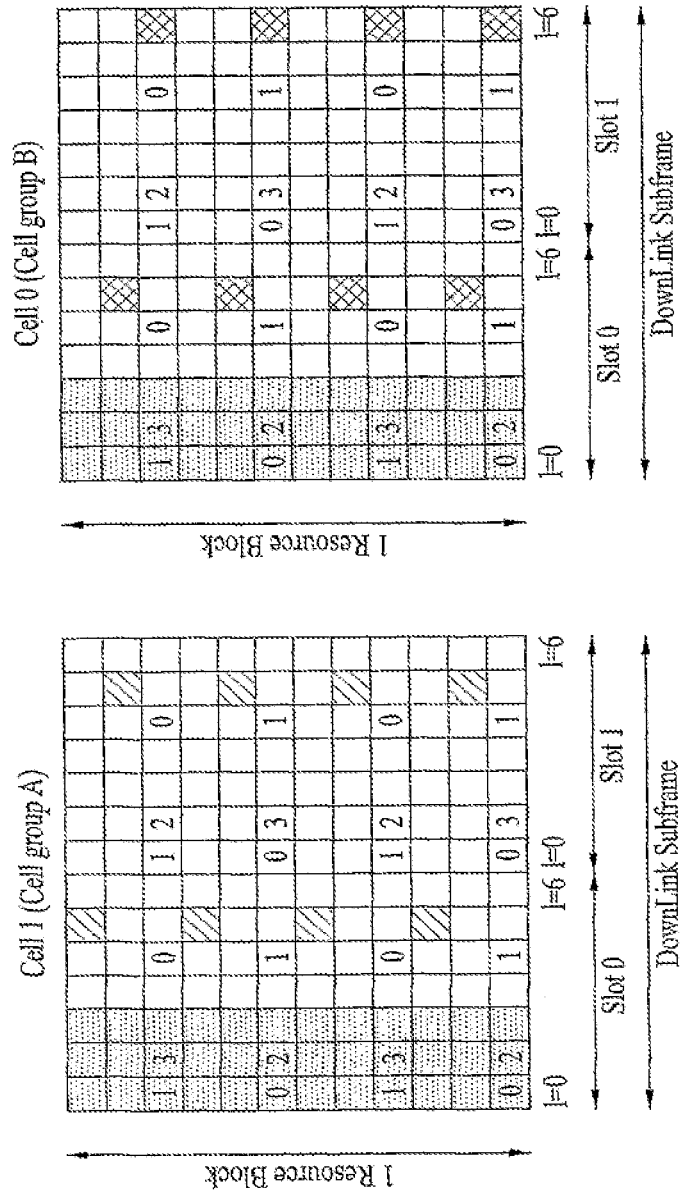 Cell 1 (Cell group A)
1 Resource Block
1 3 0 1 2 0
0 2 1 0 3 1
1 3 0 1 2 0
0 2 1 0 3 1
l=0 l=6 l=0 l=6
Slot 0 Slot 1
DownLink Subframe
Cell 0 (Cell group B)
1 Resource Block
1 3 0 1 2 0
0 2 1 0 3 1
1 3 0 1 2 0
0 2 1 0 3 1
l=0 l=6 l=0 l=6
Slot 0 Slot 1
DownLink Subframe